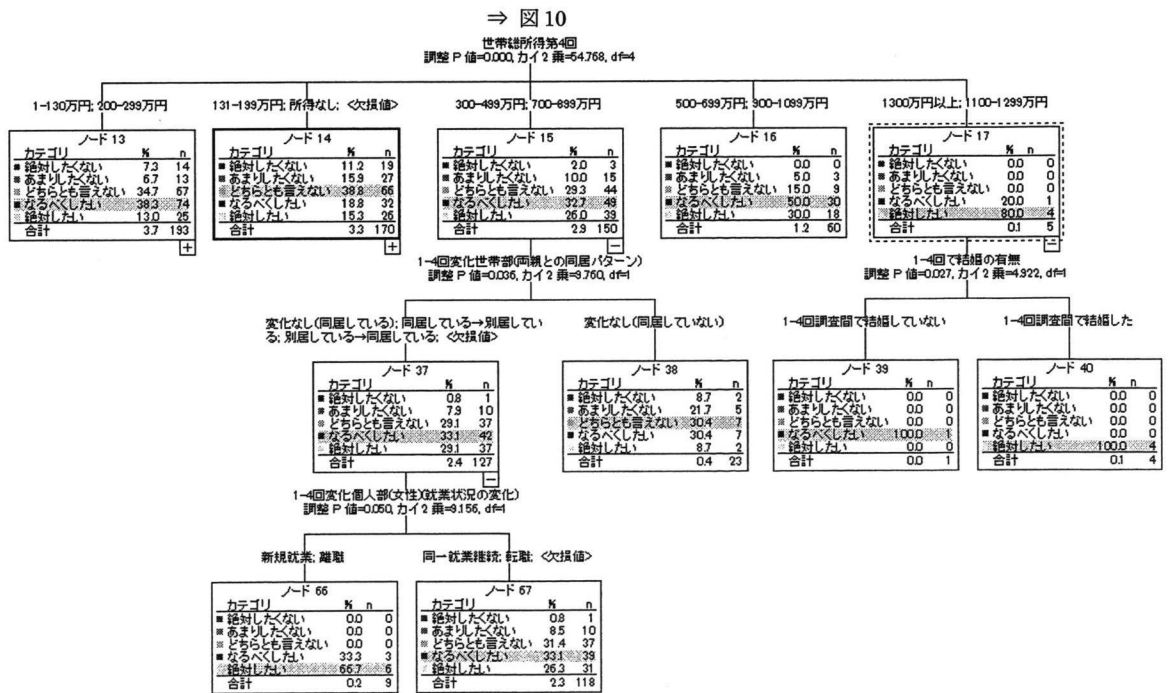 ⇒ 図10
世帯総所得第4回
調整 P 値=0.000, カイ2 乗=54.768, df=4
1-130万円; 200-299万円
131-199万円; 所得なし; <欠損値>
300-499万円; 700-899万円
500-699万円; 900-1099万円
1300万円以上; 1100-1299万円
ノード 13
カテゴリ % n
絶対したくない 7.3 14
あまりしたくない 6.7 13
どちらとも言えない 34.7 67
なるべくしたい 38.3 74
絶対したい 13.0 25
合計 3.7 193
+
ノード 14
カテゴリ % n
絶対したくない 11.2 19
あまりしたくない 15.9 27
どちらとも言えない 38.8 66
なるべくしたい 18.8 32
絶対したい 15.3 26
合計 3.3 170
+
ノード 15
カテゴリ % n
絶対したくない 2.0 3
あまりしたくない 10.0 15
どちらとも言えない 29.3 44
なるべくしたい 32.7 49
絶対したい 26.0 39
合計 2.9 150
−
ノード 16
カテゴリ % n
絶対したくない 0.0 0
あまりしたくない 5.0 3
どちらとも言えない 15.0 9
なるべくしたい 50.0 30
絶対したい 30.0 18
合計 1.2 60
ノード 17
カテゴリ % n
絶対したくない 0.0 0
あまりしたくない 0.0 0
どちらとも言えない 0.0 0
なるべくしたい 20.0 1
絶対したい 80.0 4
合計 0.1 5
−
1-4回変化世帯部(両親との同居パターン)
調整 P 値=0.036, カイ2 乗=9.760, df=1
1-4回で結婚の有無
調整 P 値=0.027, カイ2 乗=4.922, df=1
変化なし(同居している); 同居している→別居してい
る; 別居している→同居している; <欠損値>
変化なし(同居していない)
1-4回調査間で結婚していない
1-4回調査間で結婚した
ノード 37
カテゴリ % n
絶対したくない 0.8 1
あまりしたくない 7.9 10
どちらとも言えない 29.1 37
なるべくしたい 33.1 42
絶対したい 29.1 37
合計 2.4 127
−
ノード 38
カテゴリ % n
絶対したくない 8.7 2
あまりしたくない 21.7 5
どちらとも言えない 30.4 7
なるべくしたい 30.4 7
絶対したい 8.7 2
合計 0.4 23
ノード 39
カテゴリ % n
絶対したくない 0.0 0
あまりしたくない 0.0 0
どちらとも言えない 0.0 0
なるべくしたい 100.0 1
絶対したい 0.0 0
合計 0.0 1
ノード 40
カテゴリ % n
絶対したくない 0.0 0
あまりしたくない 0.0 0
どちらとも言えない 0.0 0
なるべくしたい 0.0 0
絶対したい 100.0 4
合計 0.1 4
1-4回変化個人部(女性)(就業状況の変化)
調整 P 値=0.050, カイ2 乗=9.156, df=1
新規就業; 離職
同一就業継続; 転職; <欠損値>
ノード 66
カテゴリ % n
絶対したくない 0.0 0
あまりしたくない 0.0 0
どちらとも言えない 0.0 0
なるべくしたい 33.3 3
絶対したい 66.7 6
合計 0.2 9
ノード 67
カテゴリ % n
絶対したくない 0.8 1
あまりしたくない 8.5 10
どちらとも言えない 31.4 37
なるべくしたい 33.1 39
絶対したい 26.3 31
合計 2.3 118